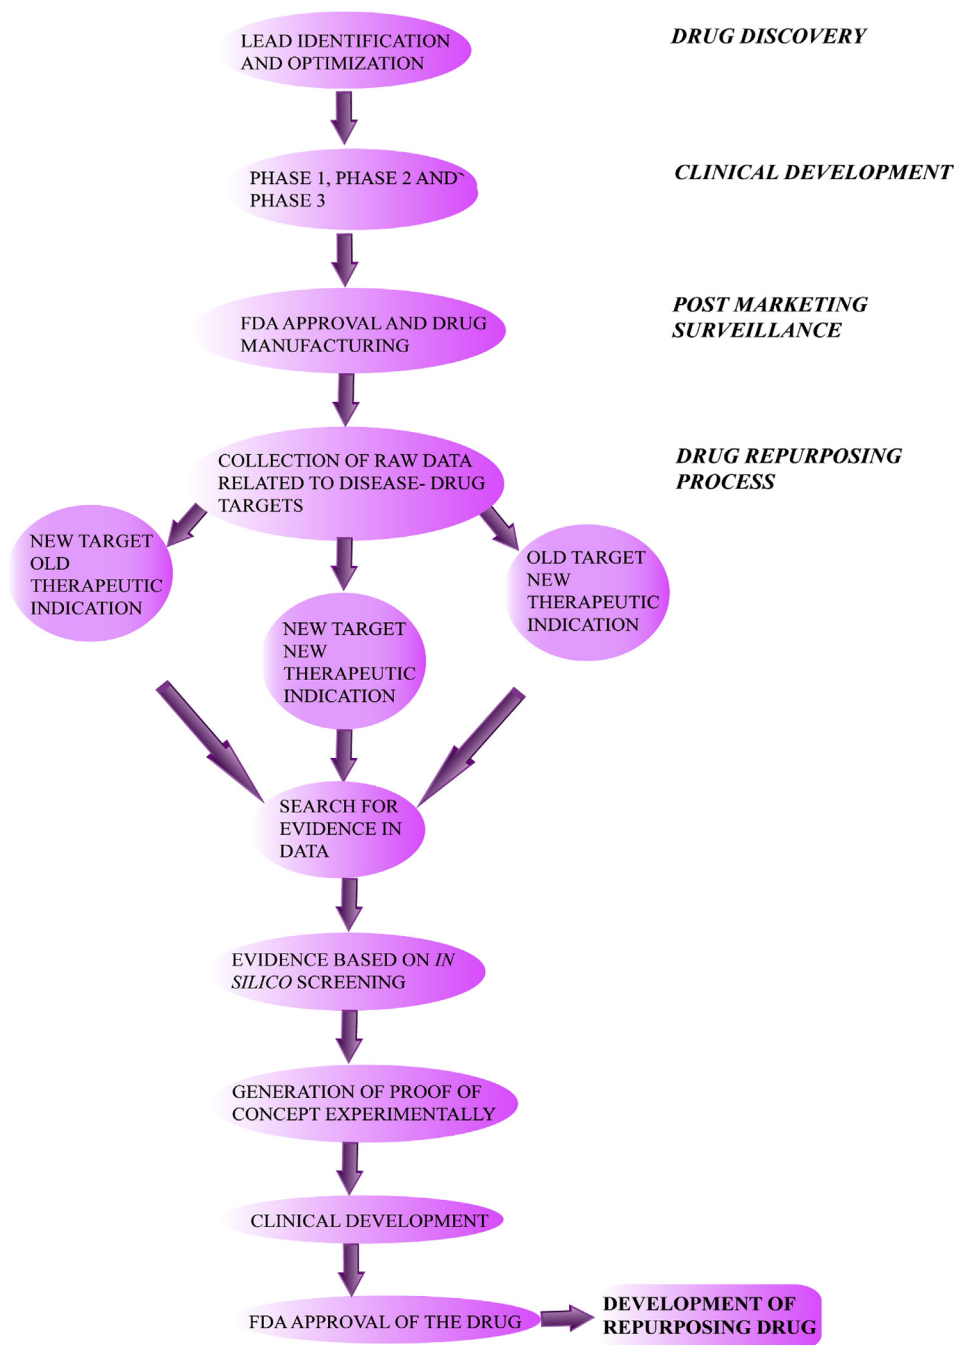 LEAD IDENTIFICATION
AND OPTIMIZATION
DRUG DISCOVERY
PHASE 1, PHASE 2 AND`
PHASE 3
CLINICAL DEVELOPMENT
FDA APPROVAL AND DRUG
MANUFACTURING
POST MARKETING
SURVEILLANCE
COLLECTION OF RAW DATA
RELATED TO DISEASE- DRUG
TARGETS
DRUG REPURPOSING
PROCESS
NEW TARGET
OLD
THERAPEUTIC
INDICATION
NEW TARGET
NEW
THERAPEUTIC
INDICATION
OLD TARGET
NEW
THERAPEUTIC
INDICATION
SEARCH FOR
EVIDENCE IN
DATA
EVIDENCE BASED ON IN
SILICO SCREENING
GENERATION OF PROOF OF
CONCEPT EXPERIMENTALLY
CLINICAL DEVELOPMENT
FDA APPROVAL OF THE DRUG
DEVELOPMENT OF
REPURPOSING DRUG